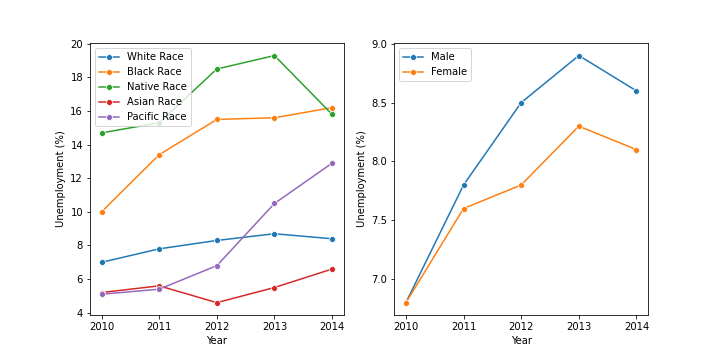 20
18
16
14
12
10
8
6
4
Unemployment (%)
White Race
Black Race
Native Race
Asian Race
Pacific Race
2010 2011 2012 2013 2014
Year
9.0
8.5
8.0
7.5
7.0
Unemployment (%)
Male
Female
2010 2011 2012 2013 2014
Year